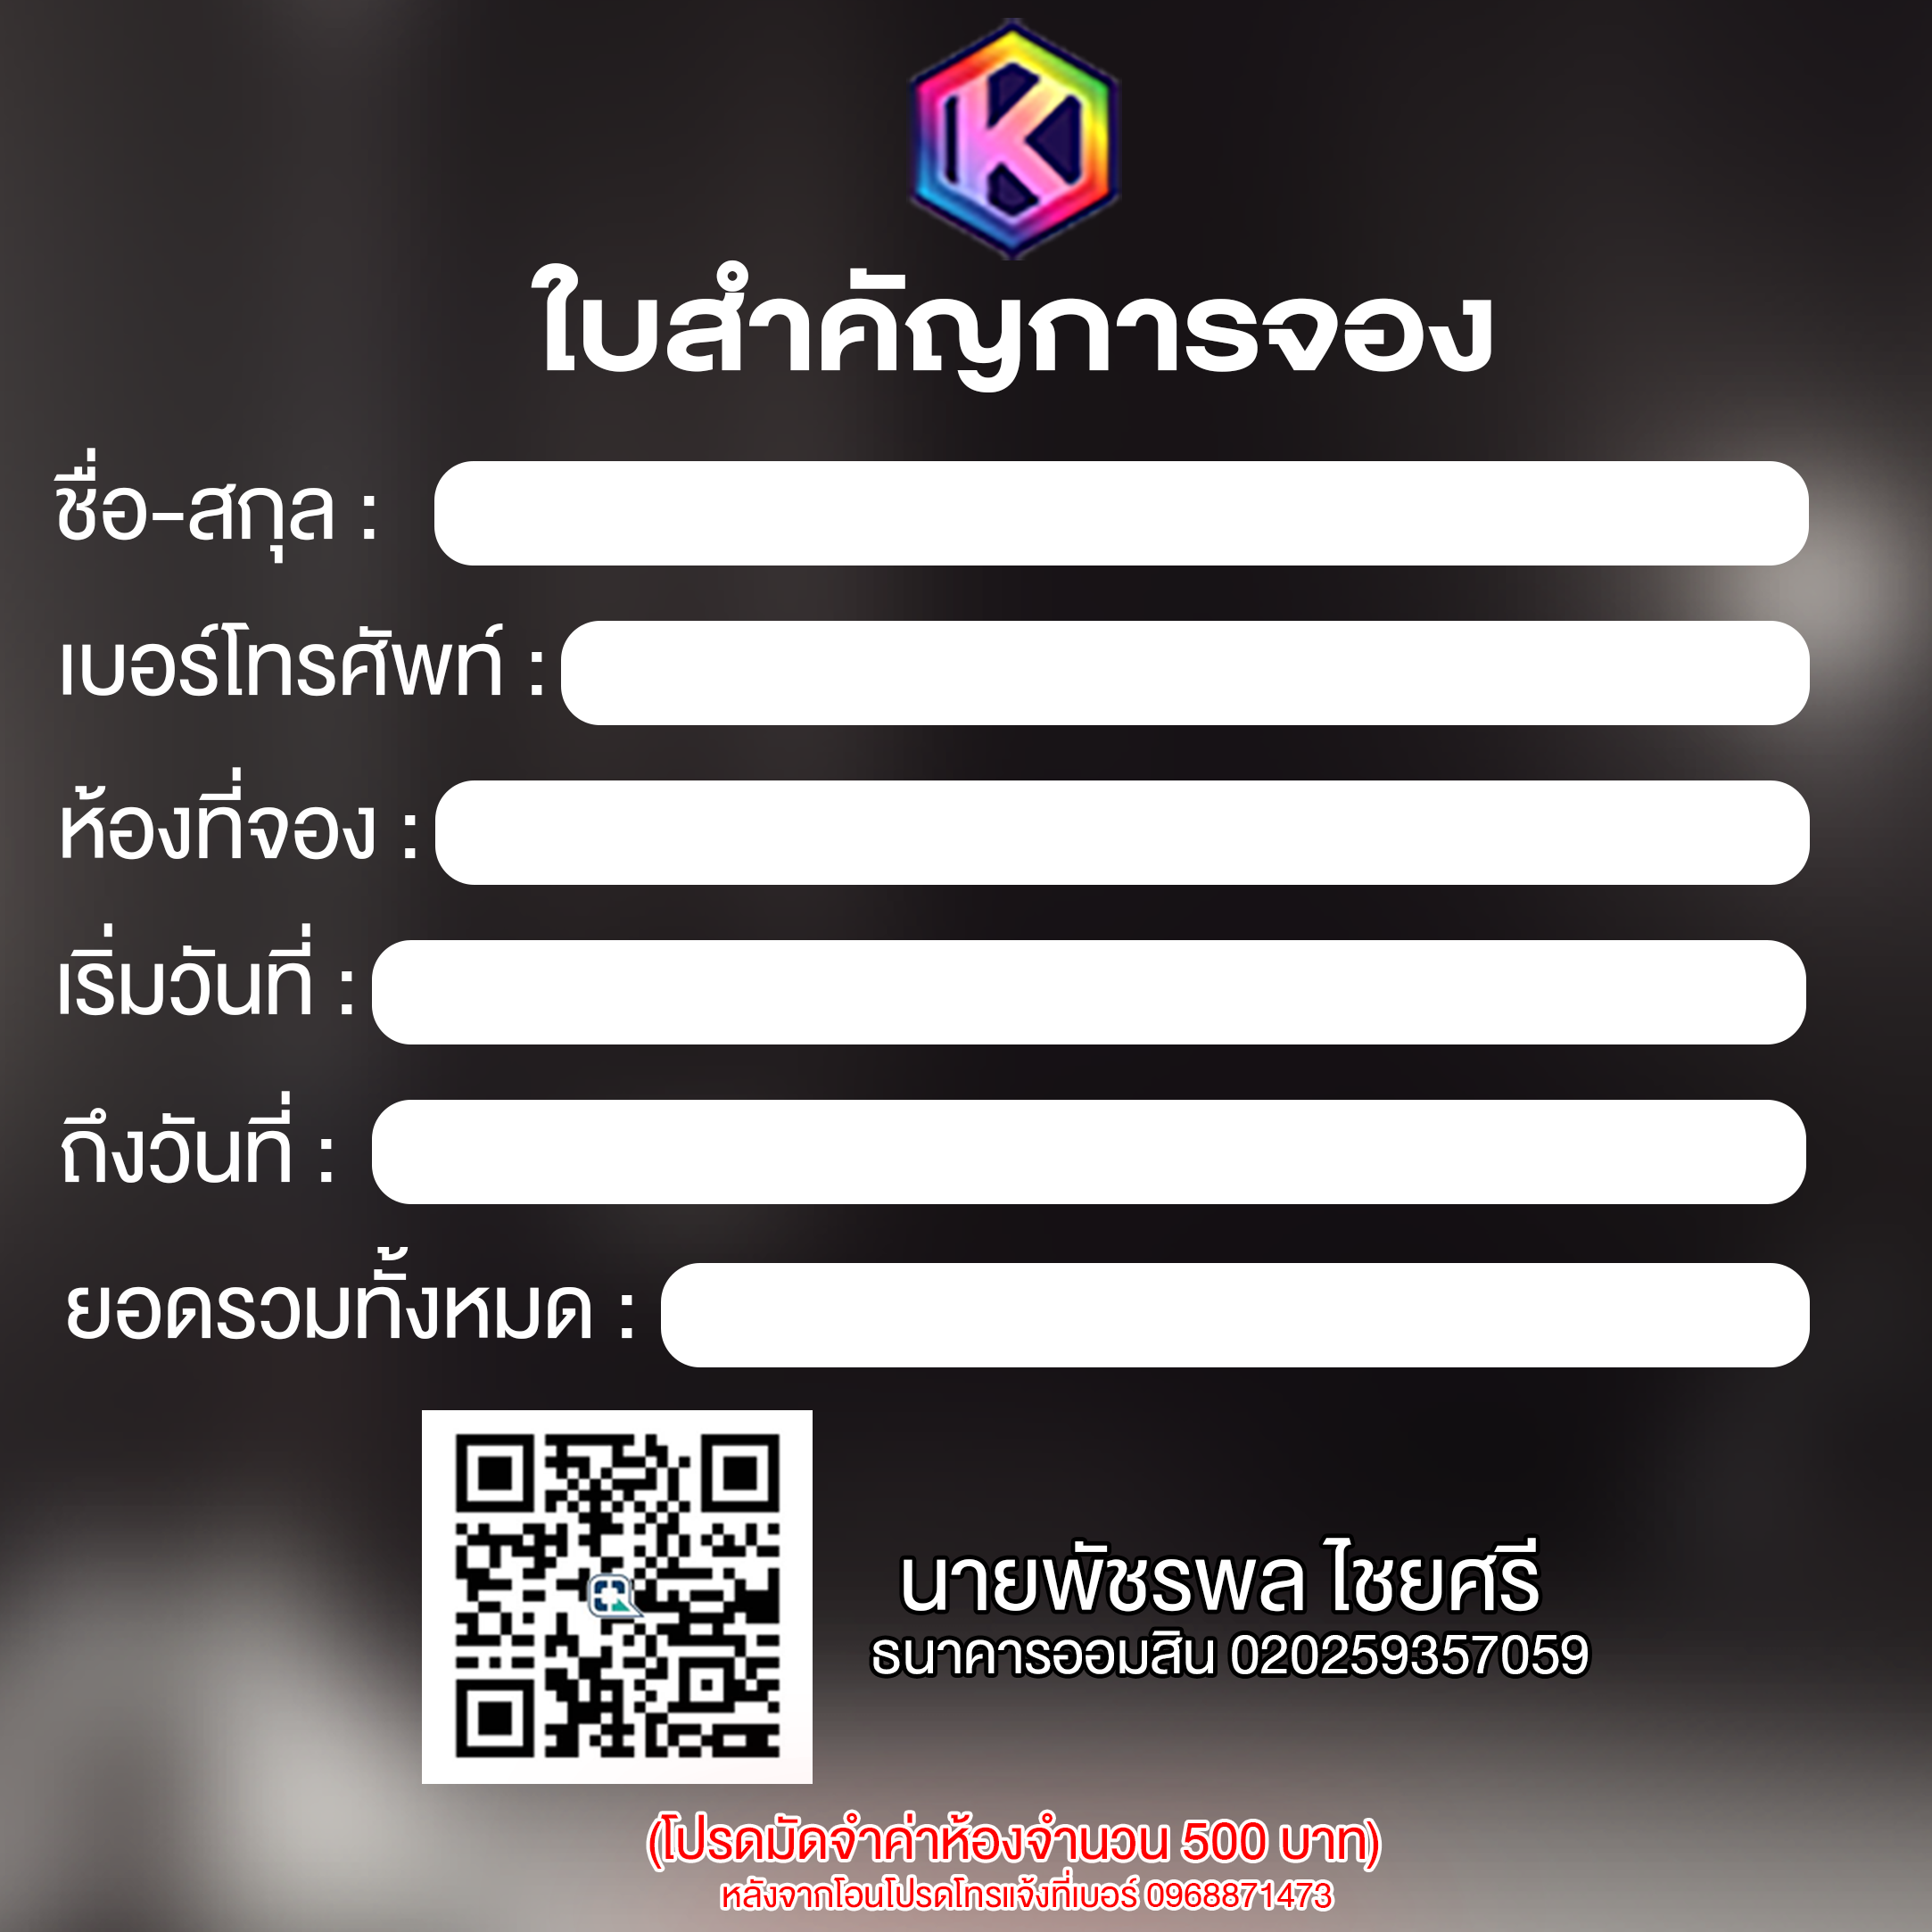 K
ใบสำคัญการจอง
ชื่อ-สกุล :
เบอร์โทรศัพท์ :
ห้องที่จอง :
เริ่มวันที่ :
ถึงวันที่ :
ยอดรวมทั้งหมด :
นายพัชรพล ไชยศรี
ธนาคารออมสิน 020259357059
(โปรดมัดจำค่าห้องจำนวน 500 บาท)
หลังจากโอนโปรดโทรแจ้งที่เบอร์ 0968871473